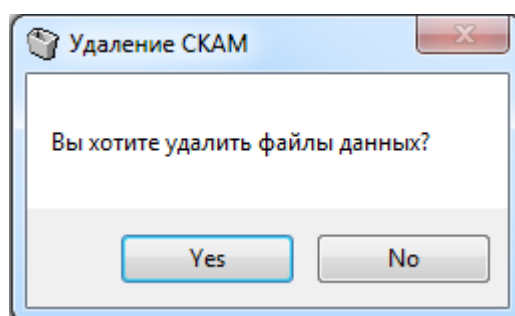 Удаление СКАМ
Вы хотите удалить файлы данных?
Yes No